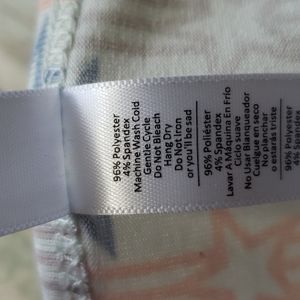 96% Polyester
4% Spandex
Machine Wash Cold
Gentle Cycle
Do Not Bleach
Hang Dry
Do Not Iron
or you'll be sad
96% Poliéster
4% Spandex
Lavar A Máquina En Frío
Ciclo suave
No Usar Blanqueador
Cuelgue en seco
No planchar
o estarás triste
96% Polyes
4% Spande